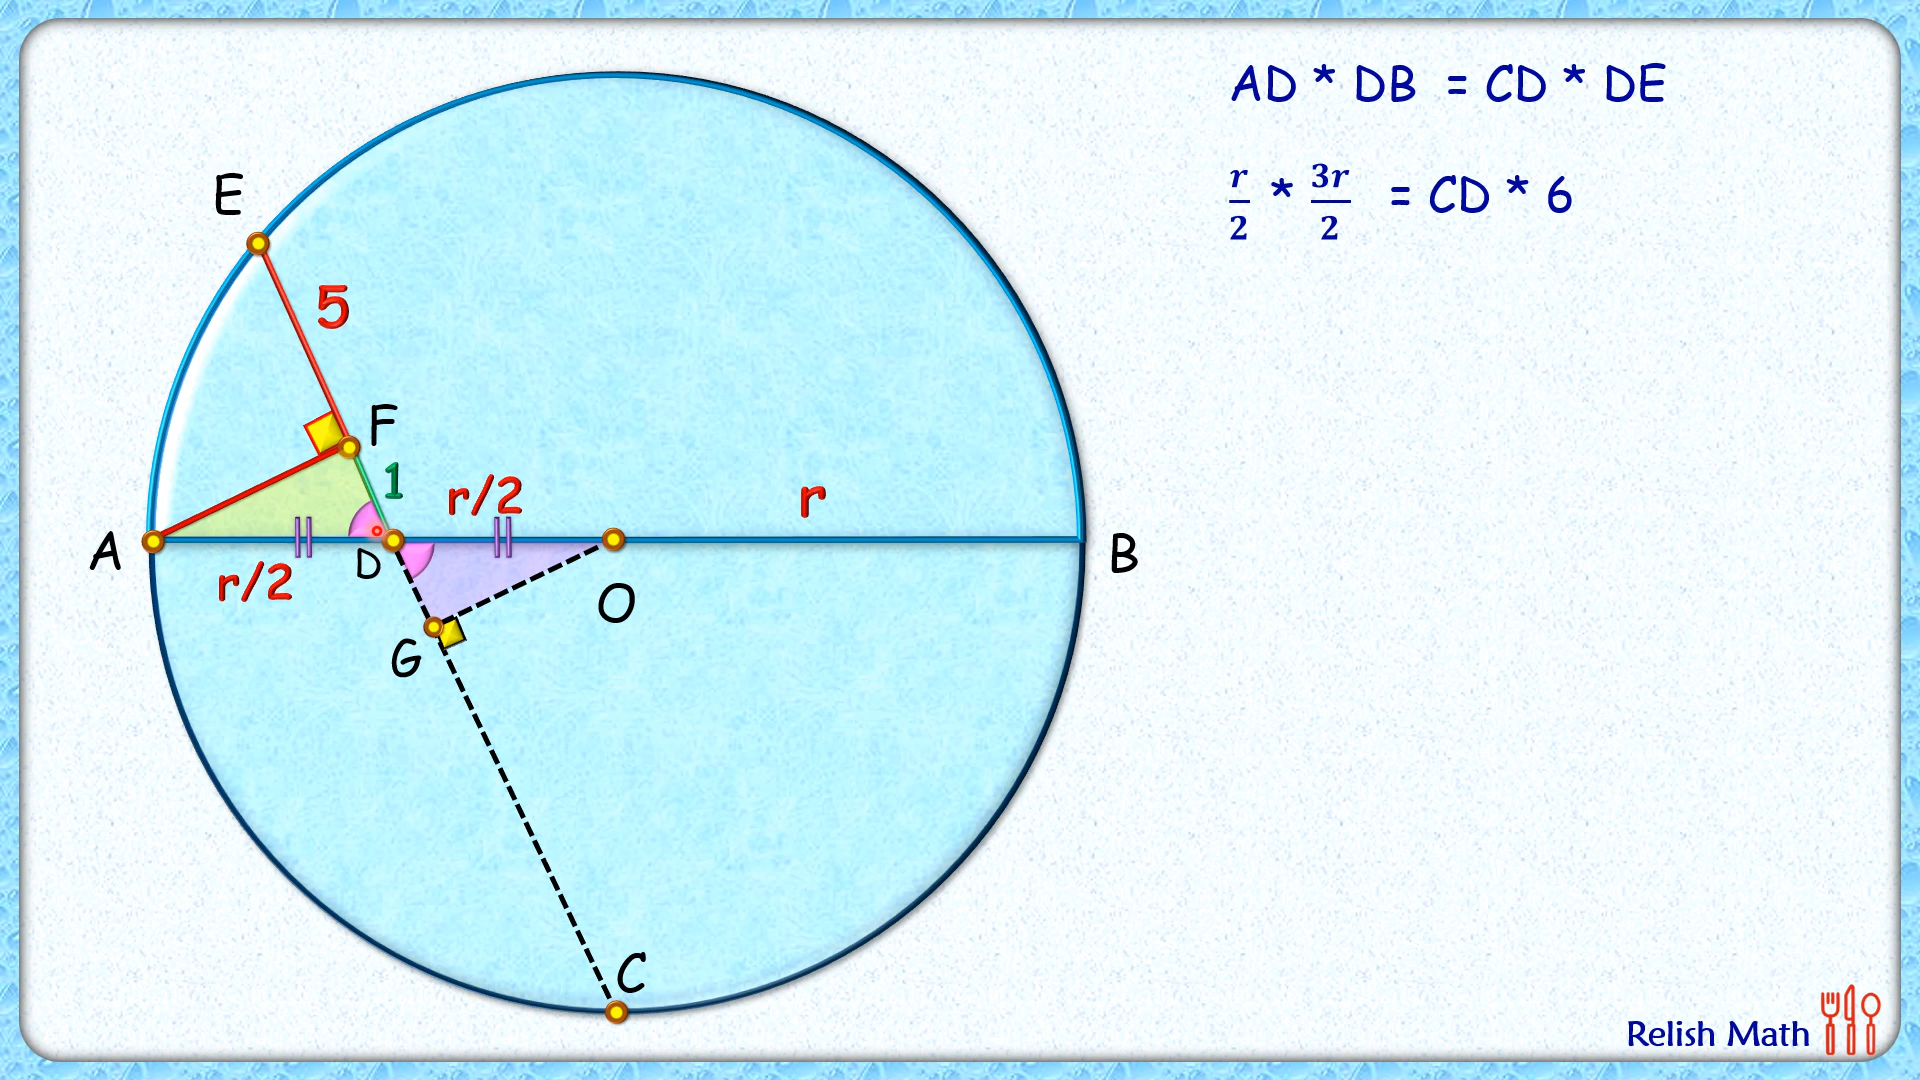 AD * DB = CD * DE
r/2 * 3r/2 = CD * 6
E
5
F
1
r/2
r
A
D
B
r/2
O
G
C
Relish Math